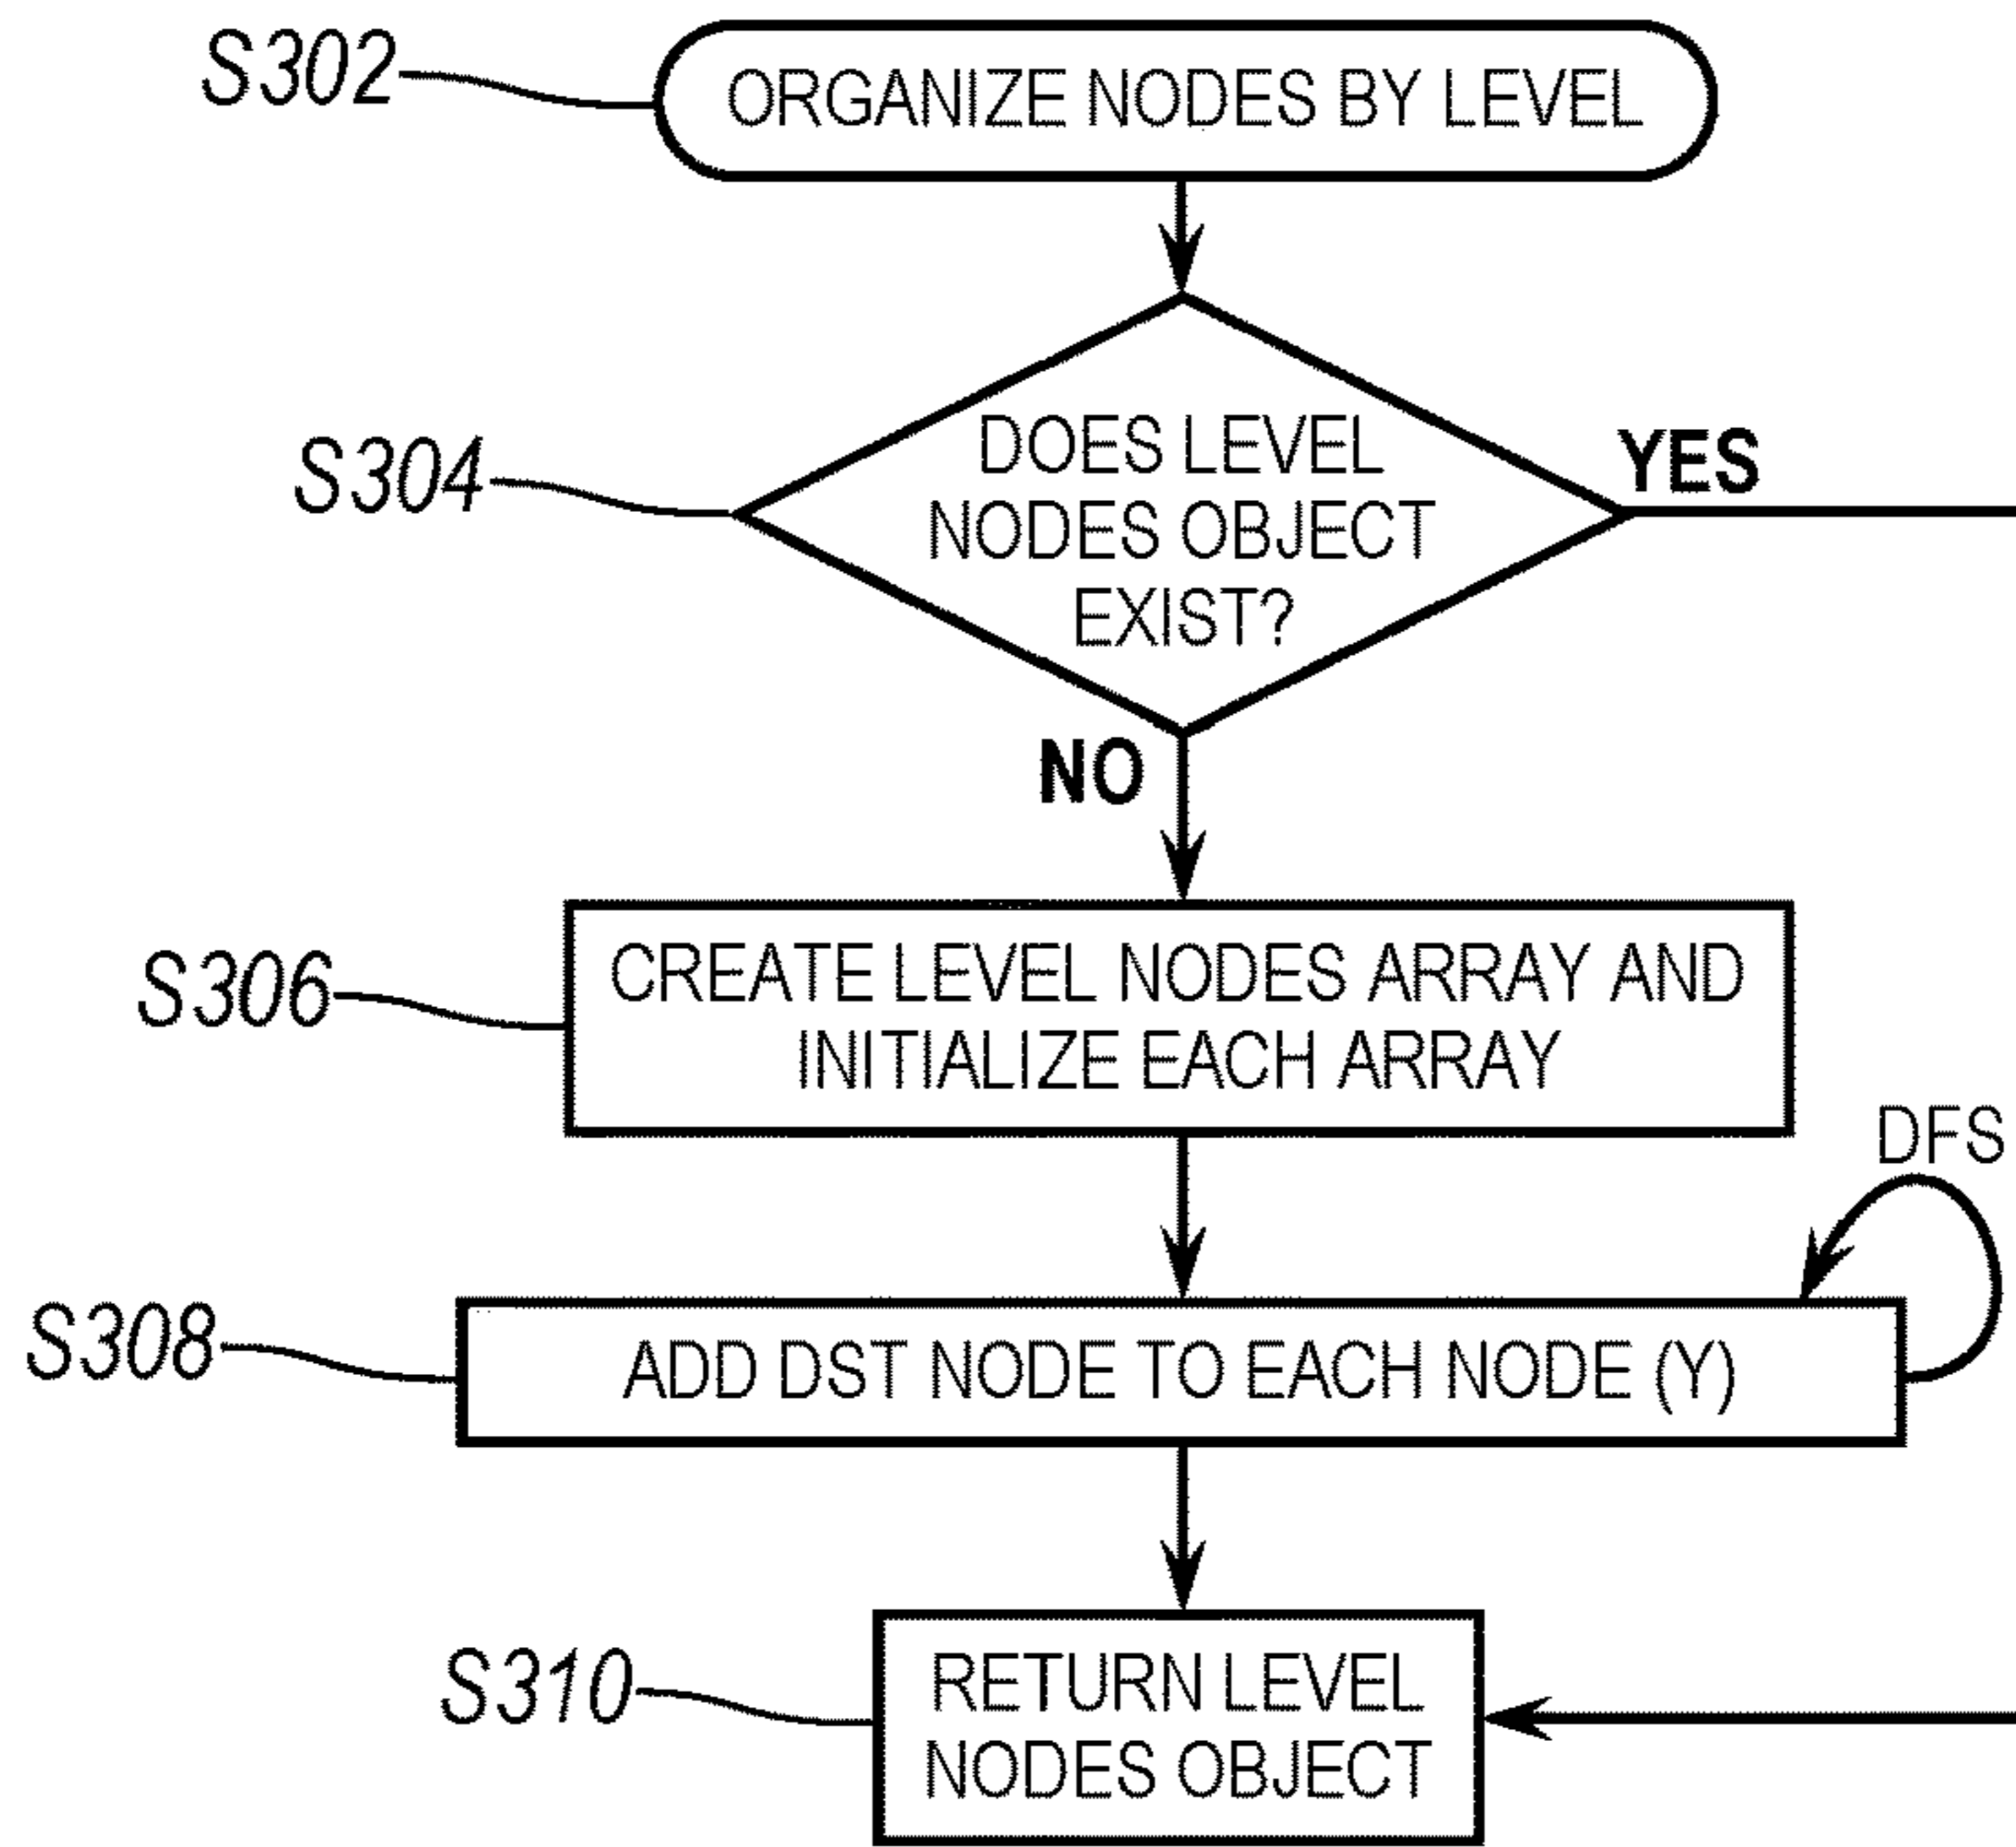 S302
ORGANIZE NODES BY LEVEL
S304
DOES LEVEL
NODES OBJECT
EXIST?
YES
NO
S306
CREATE LEVEL NODES ARRAY AND
INITIALIZE EACH ARRAY
DFS
S308
ADD DST NODE TO EACH NODE (Y)
S310
RETURN LEVEL
NODES OBJECT